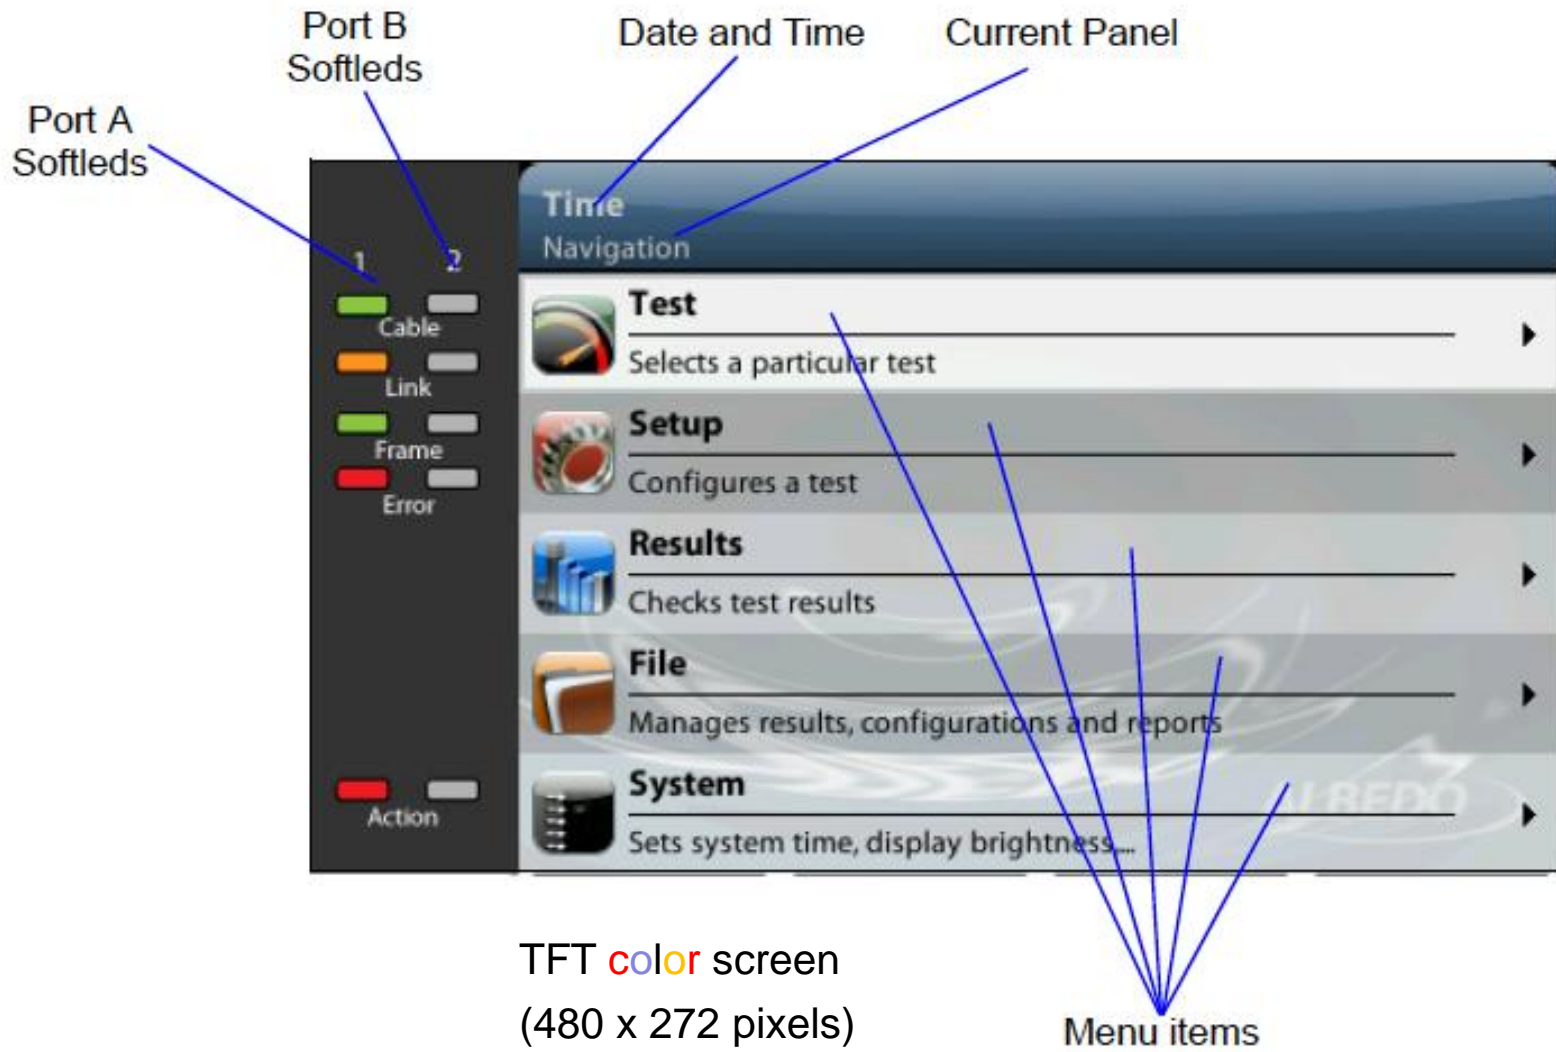 Port B
Softleds
Date and Time
Current Panel
Port A
Softleds
Time
Navigation
1 2
Cable
Link
Frame
Error
Action
Test
Selects a particular test
Setup
Configures a test
Results
Checks test results
File
Manages results, configurations and reports
System
Sets system time, display brightness...
ALBEDO
TFT color screen
(480 x 272 pixels)
Menu items